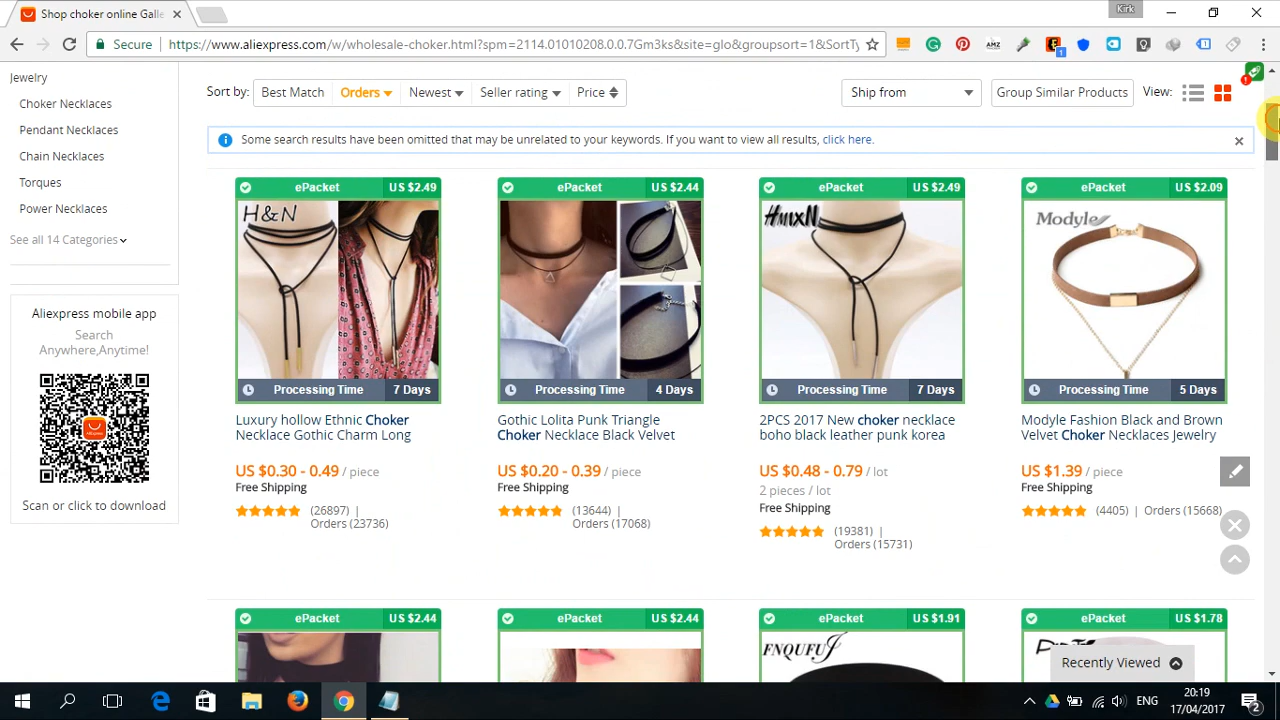 Shop choker online Galle
Kirk
Secure
https://www.aliexpress.com/w/wholesale-choker.html?spm=2114.01010208.0.0.7Gm3ks&site=glo&groupsort=1&SortTy
AMZ
1
Jewelry
Choker Necklaces
Pendant Necklaces
Chain Necklaces
Torques
Power Necklaces
See all 14 Categories
Aliexpress mobile app
Search
Anywhere,Anytime!
Scan or click to download
Sort by: Best Match Orders Newest Seller rating Price
Ship from
Group Similar Products
View:
1
Some search results have been omitted that may be unrelated to your keywords. If you want to view all results, click here.
ePacket US $2.49
H&N
Processing Time 7 Days
Luxury hollow Ethnic Choker
Necklace Gothic Charm Long
US $0.30 - 0.49 / piece
Free Shipping
(26897) |
Orders (23736)
ePacket US $2.44
Processing Time 4 Days
Gothic Lolita Punk Triangle
Choker Necklace Black Velvet
US $0.20 - 0.39 / piece
Free Shipping
(13644) |
Orders (17068)
ePacket US $2.49
HmxN
Processing Time 7 Days
2PCS 2017 New choker necklace
boho black leather punk korea
US $0.48 - 0.79 / lot
2 pieces / lot
Free Shipping
(19381) |
Orders (15731)
ePacket US $2.09
Modyle
Processing Time 5 Days
Modyle Fashion Black and Brown
Velvet Choker Necklaces Jewelry
US $1.39 / piece
Free Shipping
(4405) | Orders (15668)
ePacket US $2.44
ePacket US $2.44
ePacket US $1.91
FNQUFUJ
ePacket US $1.78
Recently Viewed
ENG
20:19
17/04/2017
2